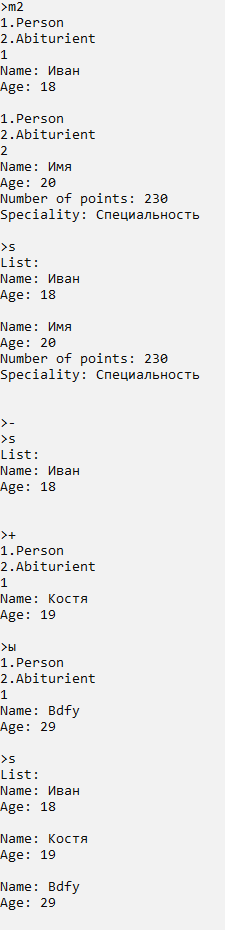 >m2
1.Person
2.Abiturient
1
Name: Иван
Age: 18
1.Person
2.Abiturient
2
Name: Имя
Age: 20
Number of points: 230
Speciality: Специальность
>s
List:
Name: Иван
Age: 18
Name: Имя
Age: 20
Number of points: 230
Speciality: Специальность
>-
>s
List:
Name: Иван
Age: 18
>+
1.Person
2.Abiturient
1
Name: Костя
Age: 19
>ы
1.Person
2.Abiturient
1
Name: Bdfy
Age: 29
>s
List:
Name: Иван
Age: 18
Name: Костя
Age: 19
Name: Bdfy
Age: 29